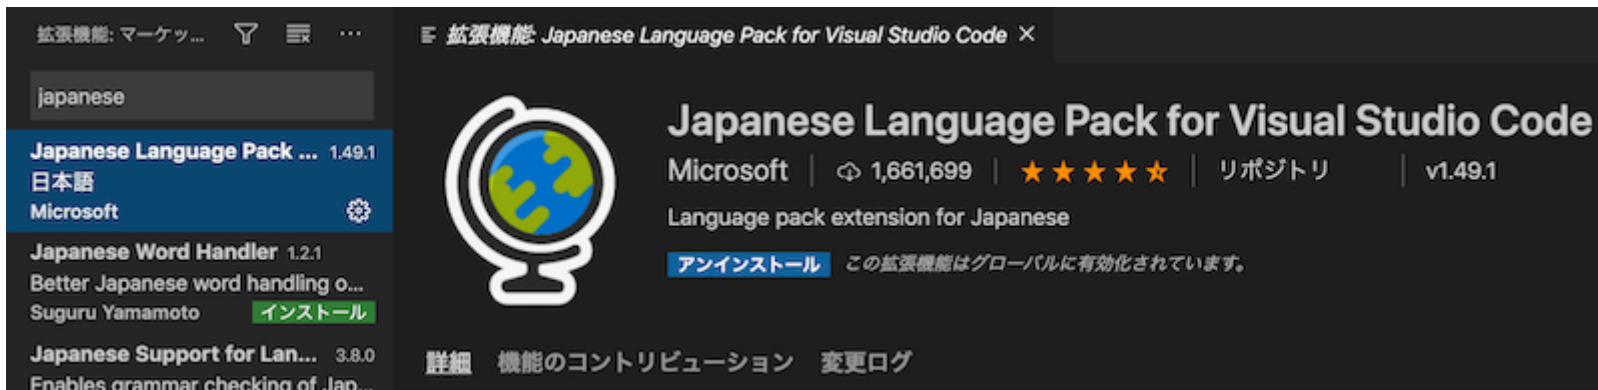 拡張機能: マーケッ...
japanese
Japanese Language Pack ... 1.49.1
日本語
Microsoft
Japanese Word Handler 1.2.1
Better Japanese word handling o...
Suguru Yamamoto インストール
Japanese Support for Lan... 3.8.0
Enables grammar checking of Jap...
拡張機能: Japanese Language Pack for Visual Studio Code
Japanese Language Pack for Visual Studio Code
Microsoft 1,661,699 リポジトリ v1.49.1
Language pack extension for Japanese
アンインストール この拡張機能はグローバルに有効化されています。
詳細 機能のコントリビューション 変更ログ